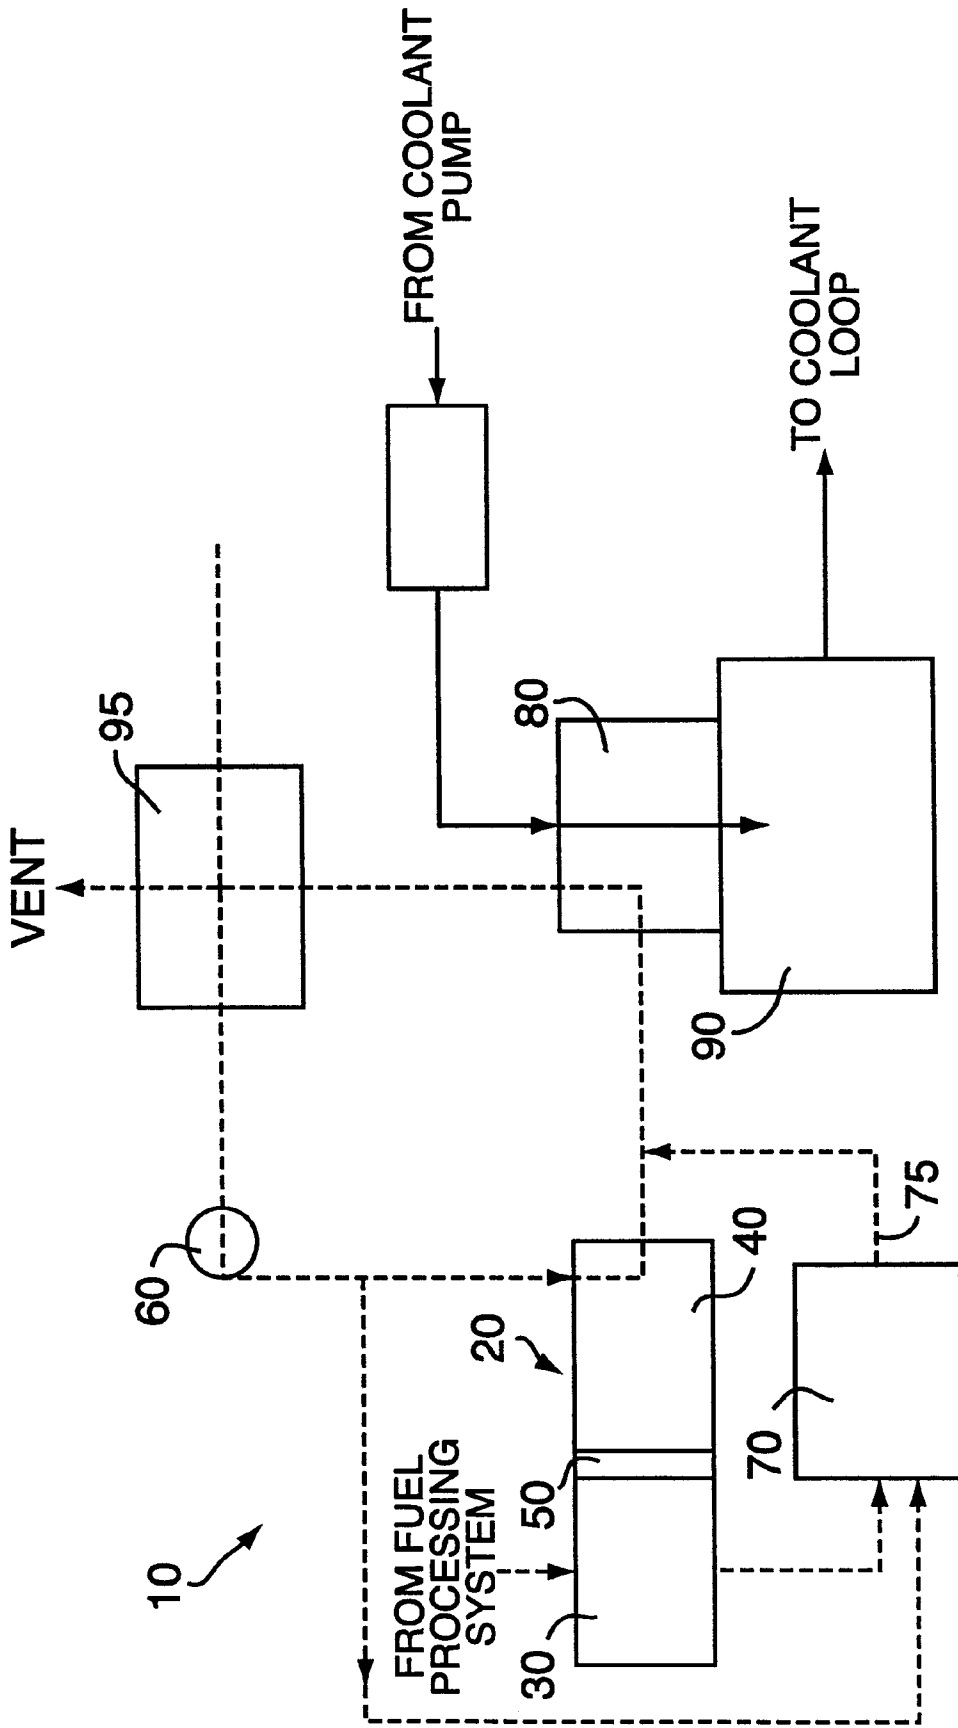 10
FROM FUEL
PROCESSING
SYSTEM
30
50
20
40
70
75
60
VENT
95
80
90
FROM COOLANT
PUMP
TO COOLANT
LOOP